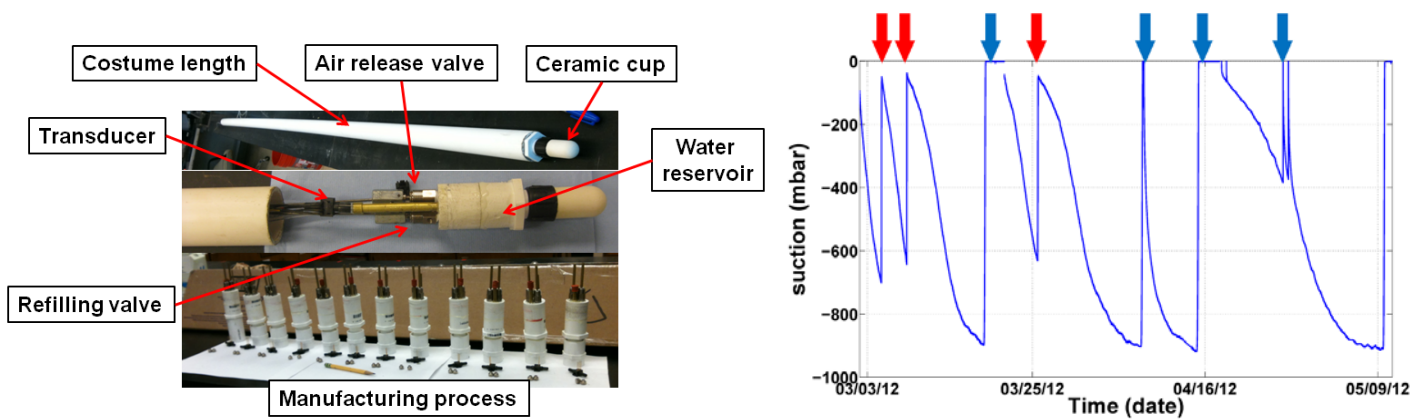 Costume length
Air release valve
Ceramic cup
Transducer
Water
reservoir
Refilling valve
Manufacturing process
suction (mbar)
0
−200
−400
−600
−800
−1000
03/03/12
03/25/12
04/16/12
05/09/12
Time (date)